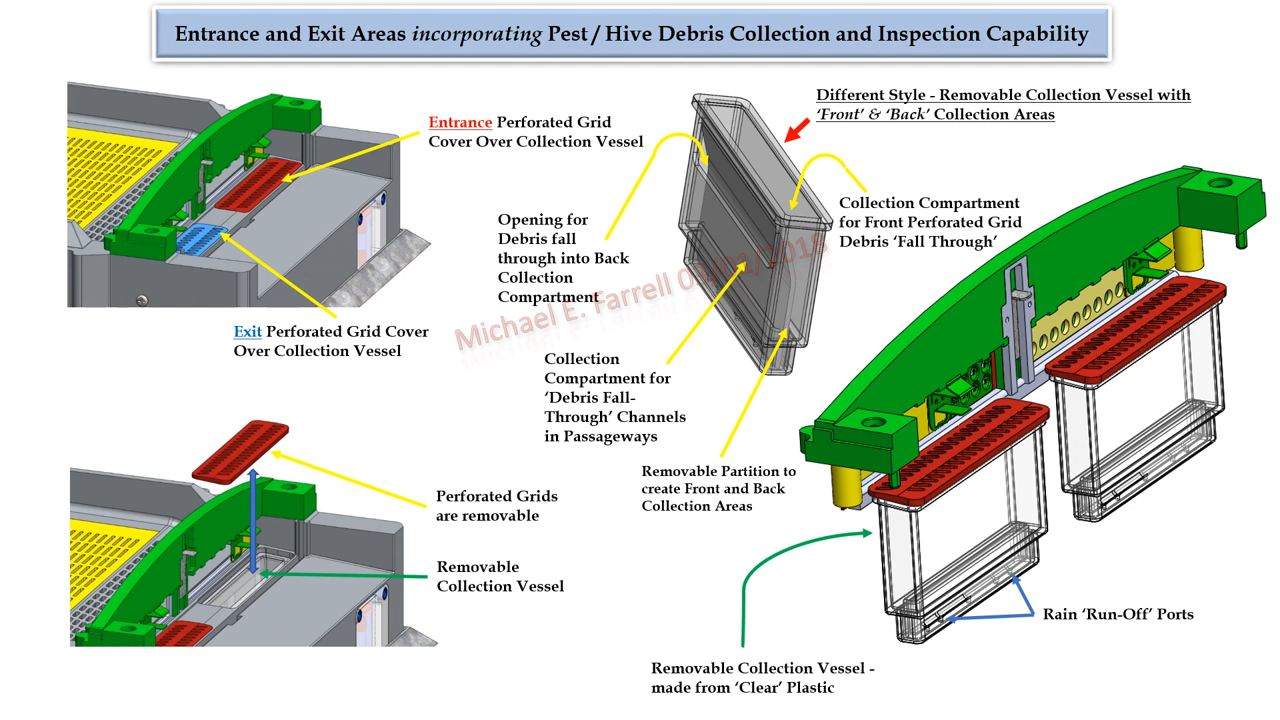 Entrance and Exit Areas incorporating Pest / Hive Debris Collection and Inspection Capability
Entrance Perforated Grid
Cover Over Collection Vessel
Exit Perforated Grid Cover
Over Collection Vessel
Different Style - Removable Collection Vessel with
‘Front’ & ‘Back’ Collection Areas
Opening for
Debris fall
through into Back
Collection
Compartment
Collection Compartment
for Front Perforated Grid
Debris ‘Fall Through’
Michael E. Farrell
Collection
Compartment for
‘Debris Fall-
Through’ Channels
in Passageways
Removable Partition to
create Front and Back
Collection Areas
Perforated Grids
are removable
Removable
Collection Vessel
Rain ‘Run-Off’ Ports
Removable Collection Vessel -
made from ‘Clear’ Plastic